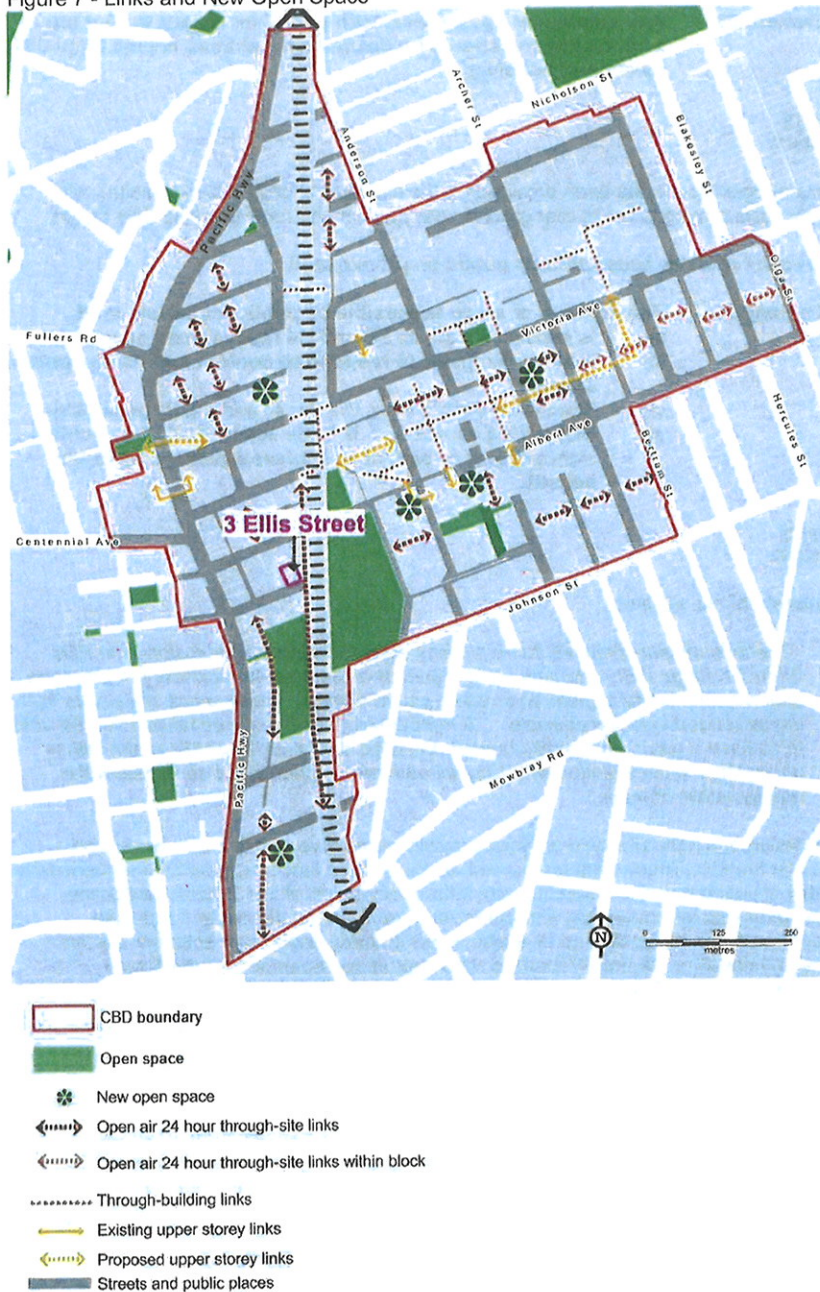 Figure 7 - Links and New Open Space
Archer St
Nicholson St
Blakesley St
Anderson St
Pacific Hwy
Olga St
Victoria Ave
Fullers Rd
Hercules St
Albert Ave
Bertram St
3 Ellis Street
Centennial Ave
Johnson St
Mowbray Rd
Pacific Hwy
N
0 125 250
metres
CBD boundary
Open space
New open space
Open air 24 hour through-site links
Open air 24 hour through-site links within block
Through-building links
Existing upper storey links
Proposed upper storey links
Streets and public places